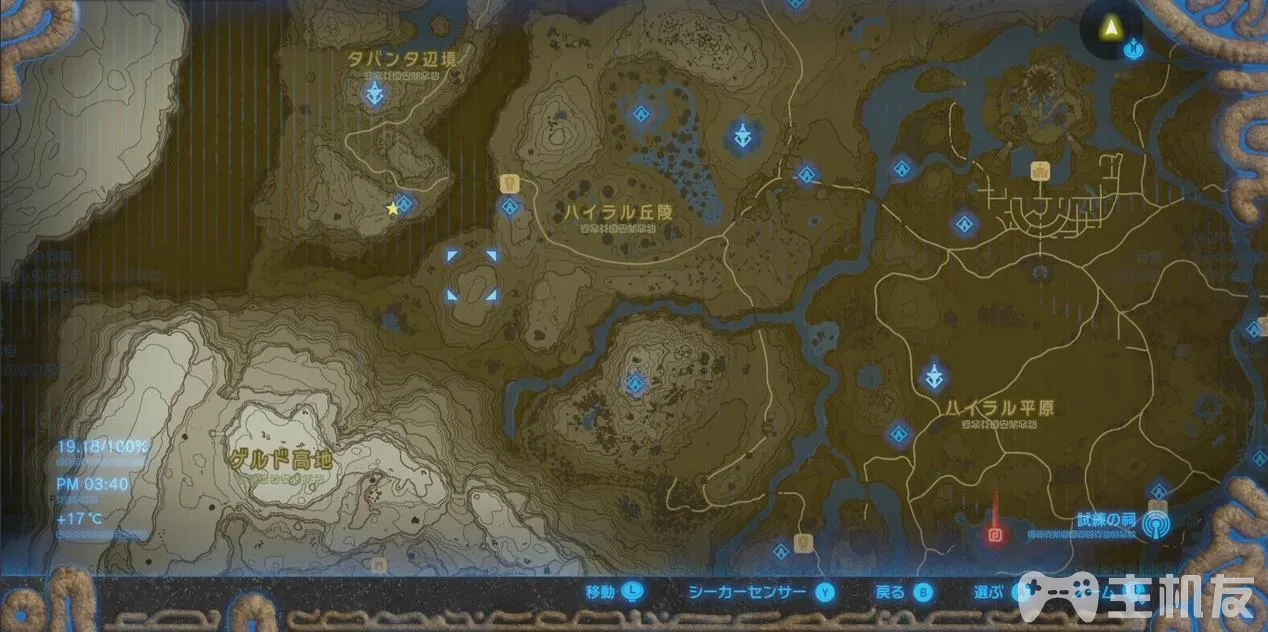 タバンタ辺境
ハイラル丘陵
ハイラル平原
ゲルド高地
19.18/100%
PM 03:40
+17℃
試練の祠
移動 L
シーカーセンサー Y
戻る B
選ぶ
ム
主机友